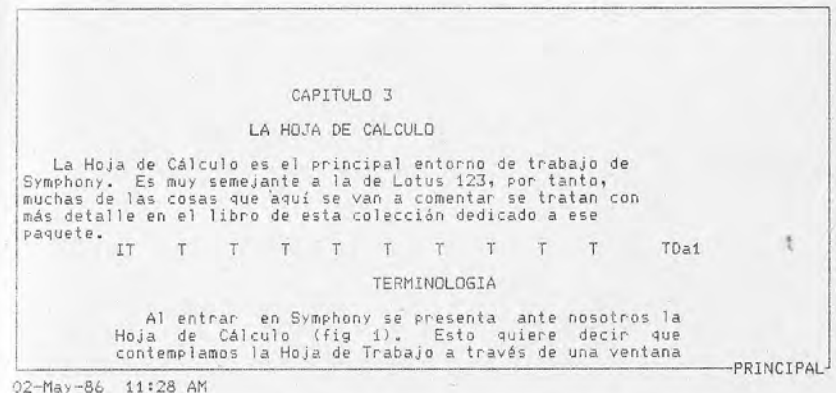 CAPITULO 3
LA HOJA DE CALCULO
La Hoja de Cálculo es el principal entorno de trabajo de
Symphony. Es muy semejante a la de Lotus 123, por tanto,
muchas de las cosas que aquí se van a comentar se tratan con
más detalle en el libro de esta colección dedicado a ese
paquete.
IT T T T T T T T T T TDa1
TERMINOLOGIA
Al entrar en Symphony se presenta ante nosotros la
Hoja de Cálculo (fig 1). Esto quiere decir que
contemplamos la Hoja de Trabajo a través de una ventana
PRINCIPAL
02-May-86 11:28 AM